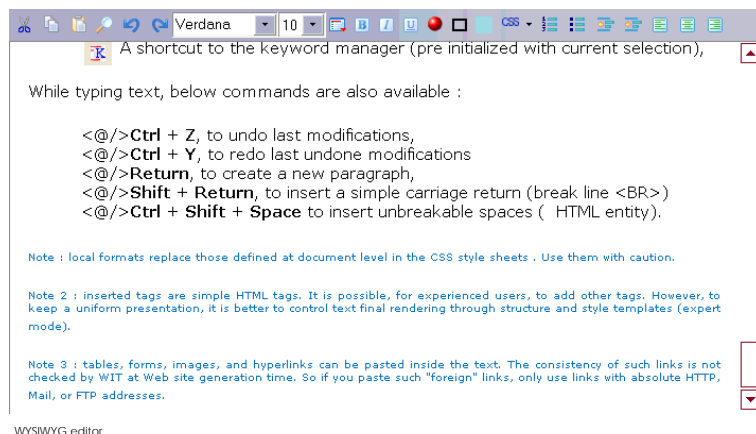 Verdana 10 B I U CSS
A shortcut to the keyword manager (pre initialized with current selection),
While typing text, below commands are also available :
<@/>Ctrl + Z, to undo last modifications,
<@/>Ctrl + Y, to redo last undone modifications
<@/>Return, to create a new paragraph,
<@/>Shift + Return, to insert a simple carriage return (break line <BR>)
<@/>Ctrl + Shift + Space to insert unbreakable spaces (  HTML entity).
Note : local formats replace those defined at document level in the CSS style sheets . Use them with caution.
Note 2 : inserted tags are simple HTML tags. It is possible, for experienced users, to add other tags. However, to
keep a uniform presentation, it is better to control text final rendering through structure and style templates (expert
mode).
Note 3 : tables, forms, images, and hyperlinks can be pasted inside the text. The consistency of such links is not
checked by WIT at Web site generation time. So if you paste such "foreign" links, only use links with absolute HTTP,
Mail, or FTP addresses.
WYSIWYG editor